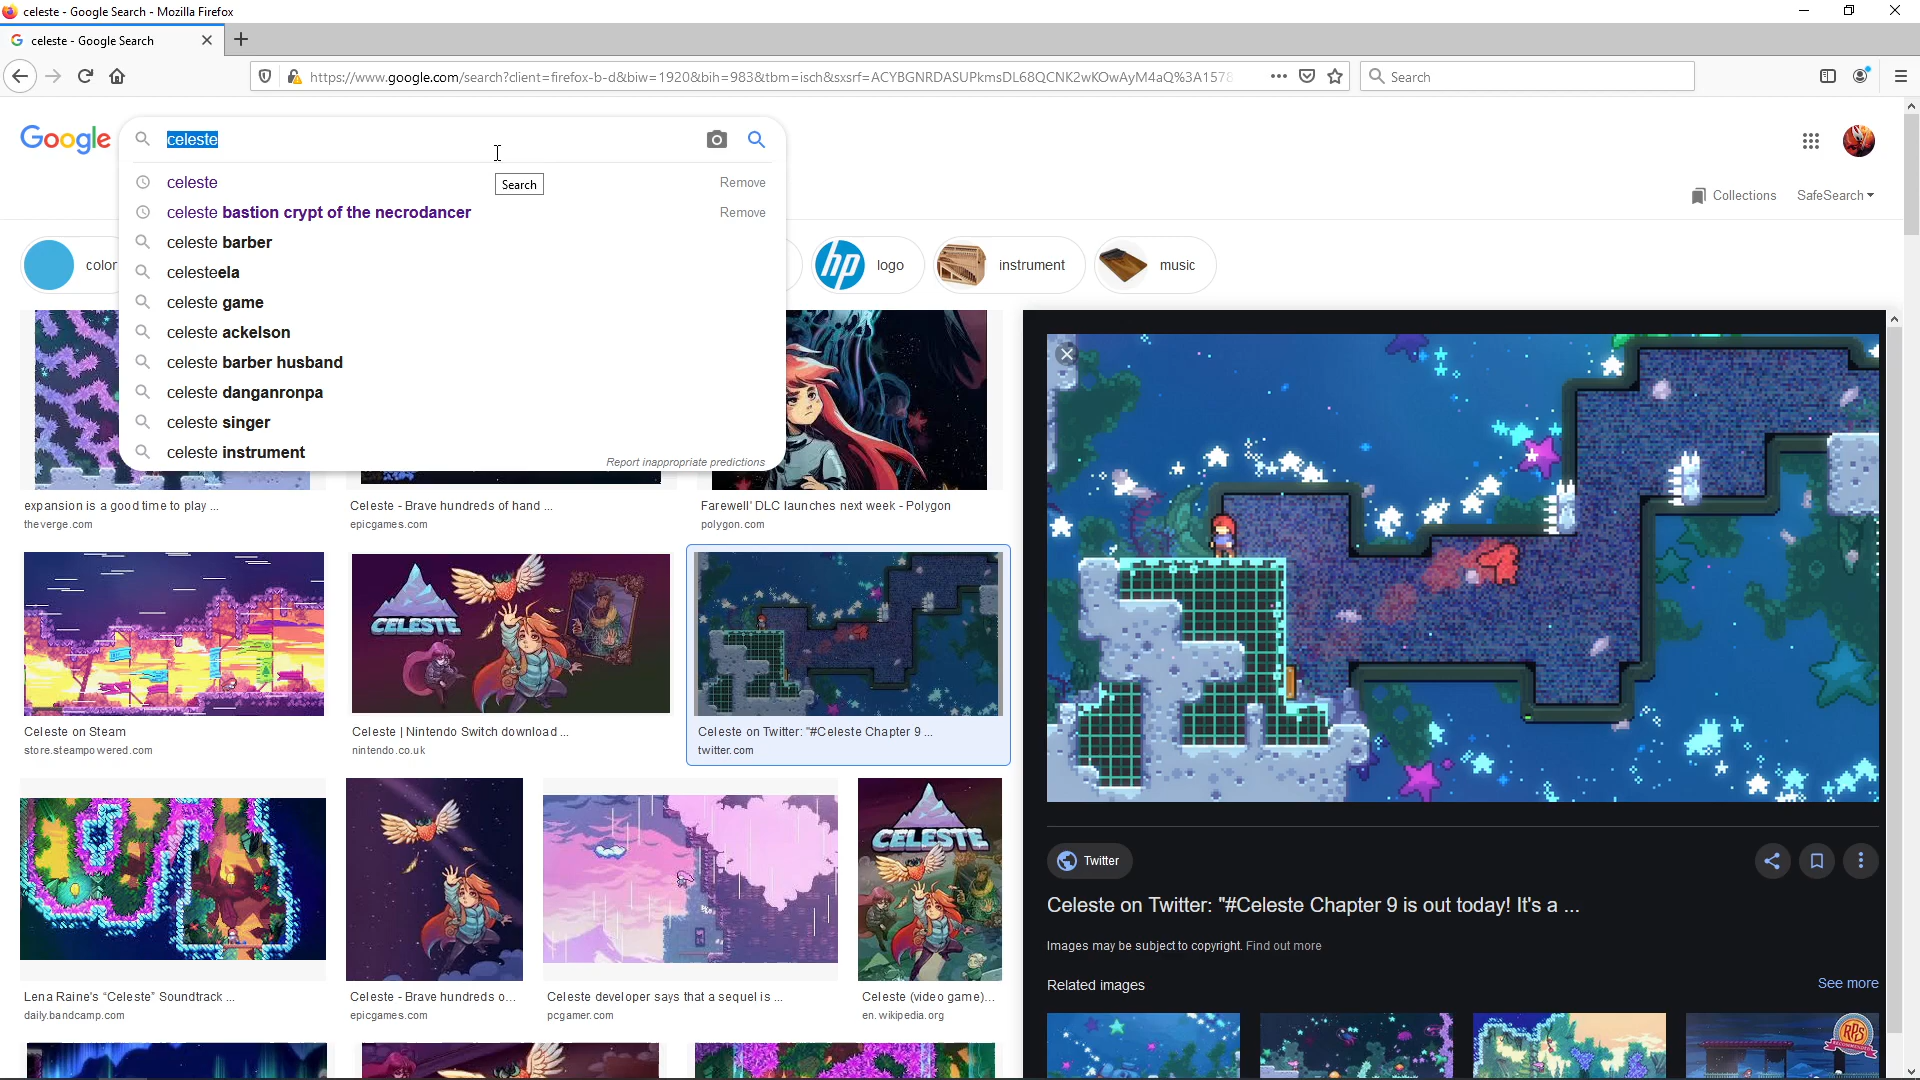 celeste - Google Search - Mozilla Firefox
celeste - Google Search
https://www.google.com/search?client=firefox-b-d&biw=1920&bih=983&tbm=isch&sxsrf=ACYBGNRDASUPkmsDL68QCNK2wKOwAyM4aQ%3A1578
Search
Google
celeste
celeste
Remove
Search
celeste bastion crypt of the necrodancer
Remove
celeste barber
celesteela
celeste game
celeste ackelson
celeste barber husband
celeste danganronpa
celeste singer
celeste instrument
Report inappropriate predictions
Collections
SafeSearch
color
hp
logo
instrument
music
expansion is a good time to play ...
theverge.com
Celeste - Brave hundreds of hand ...
epicgames.com
Farewell' DLC launches next week - Polygon
polygon.com
CELESTE
Celeste on Steam
store.steampowered.com
Celeste | Nintendo Switch download ...
nintendo.co.uk
Celeste on Twitter: "#Celeste Chapter 9 ...
twitter.com
CELESTE
Lena Raine's "Celeste" Soundtrack ...
daily.bandcamp.com
Celeste - Brave hundreds o...
epicgames.com
Celeste developer says that a sequel is ...
pcgamer.com
Celeste (video game)...
en.wikipedia.org
Twitter
Celeste on Twitter: "#Celeste Chapter 9 is out today! It's a ...
Images may be subject to copyright. Find out more
Related images
See more
RPS
RECOMMENDED